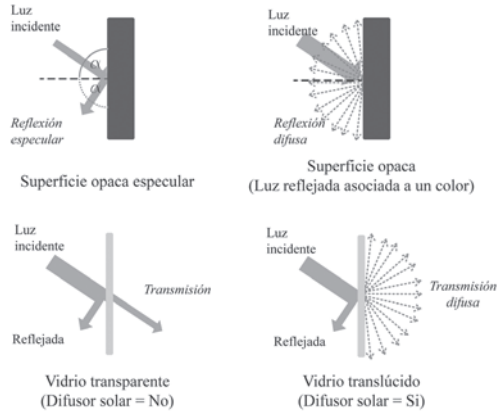 Luz
incidente
α
α
Reflexión
especular
Superficie opaca especular
Luz
incidente
Reflexión
difusa
Superficie opaca
(Luz reflejada asociada a un color)
Luz
incidente
Transmisión
Reflejada
Vidrio transparente
(Difusor solar = No)
Luz
incidente
Transmisión
difusa
Reflejada
Vidrio translúcido
(Difusor solar = Si)